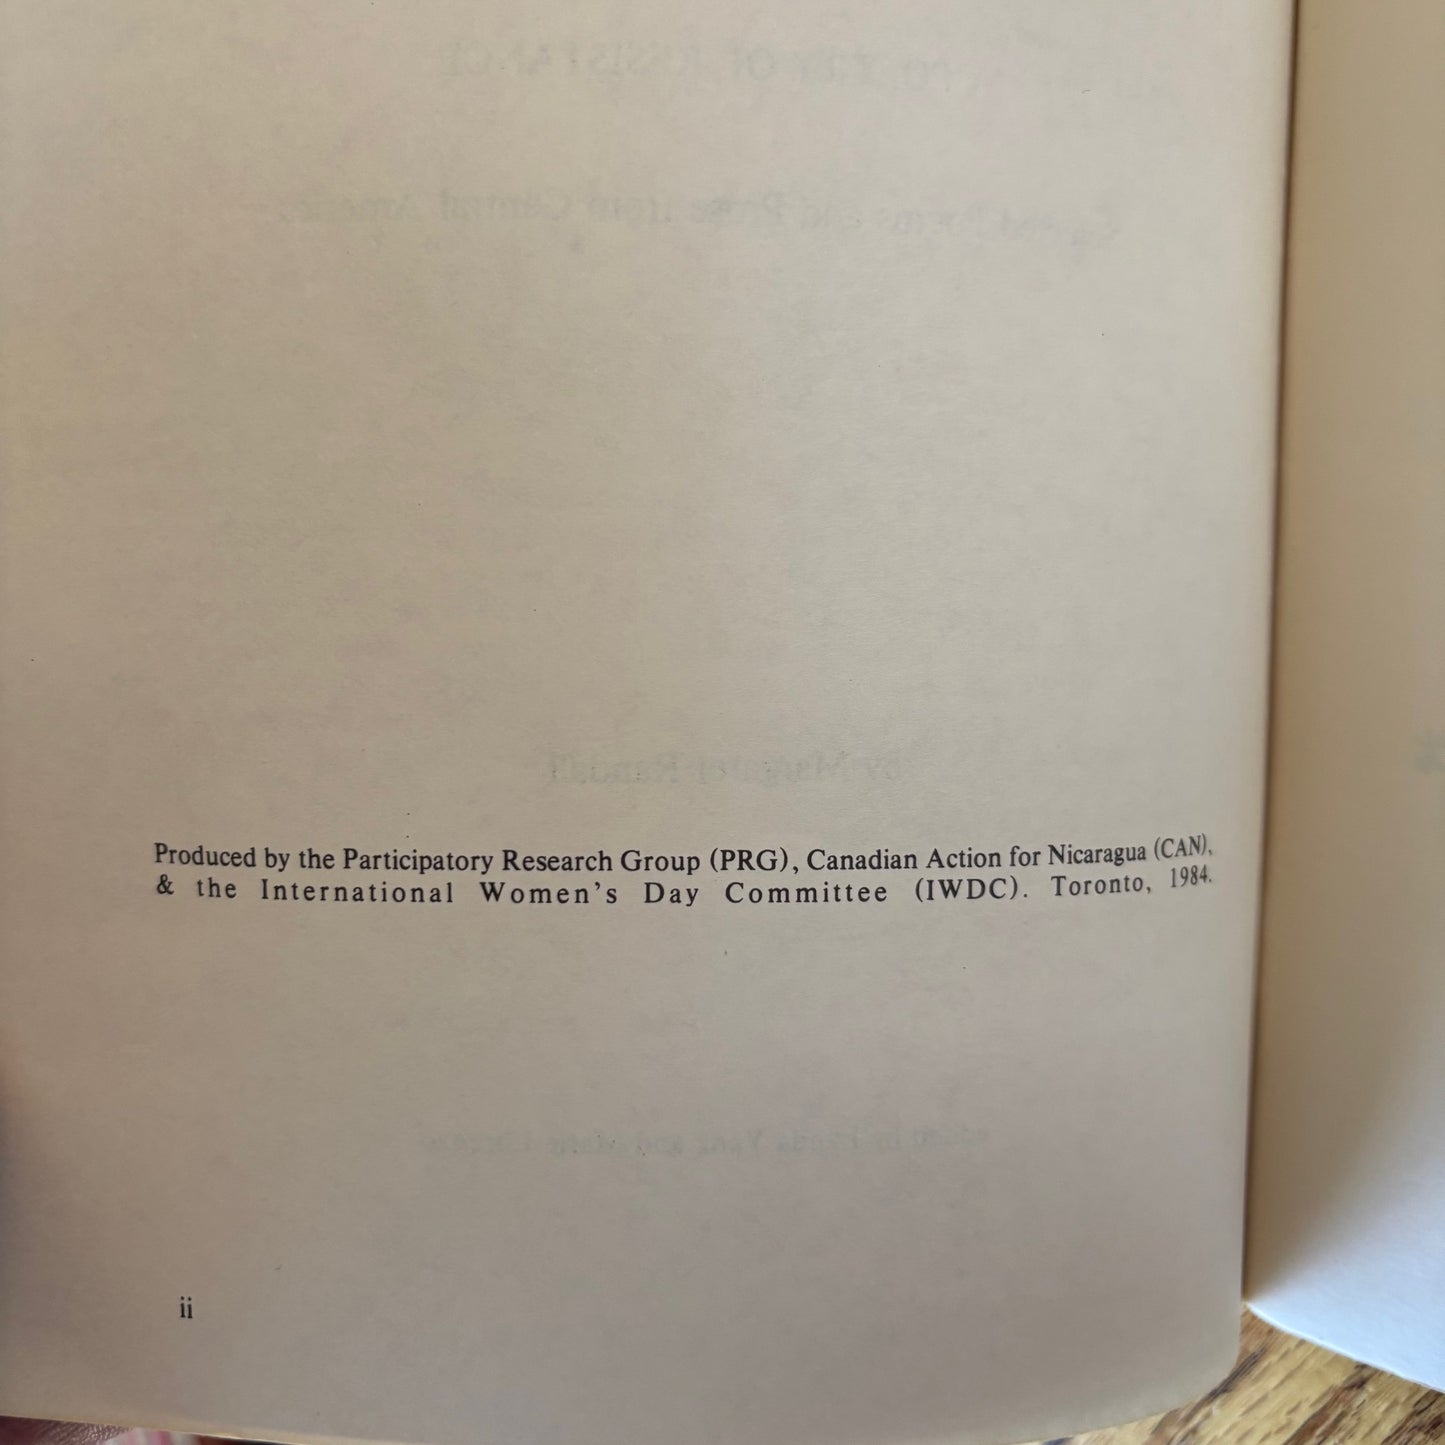 Produced by the Participatory Research Group (PRG), Canadian Action for Nicaragua (CAN),
& the International Women's Day Committee (IWDC). Toronto, 1984.
ii